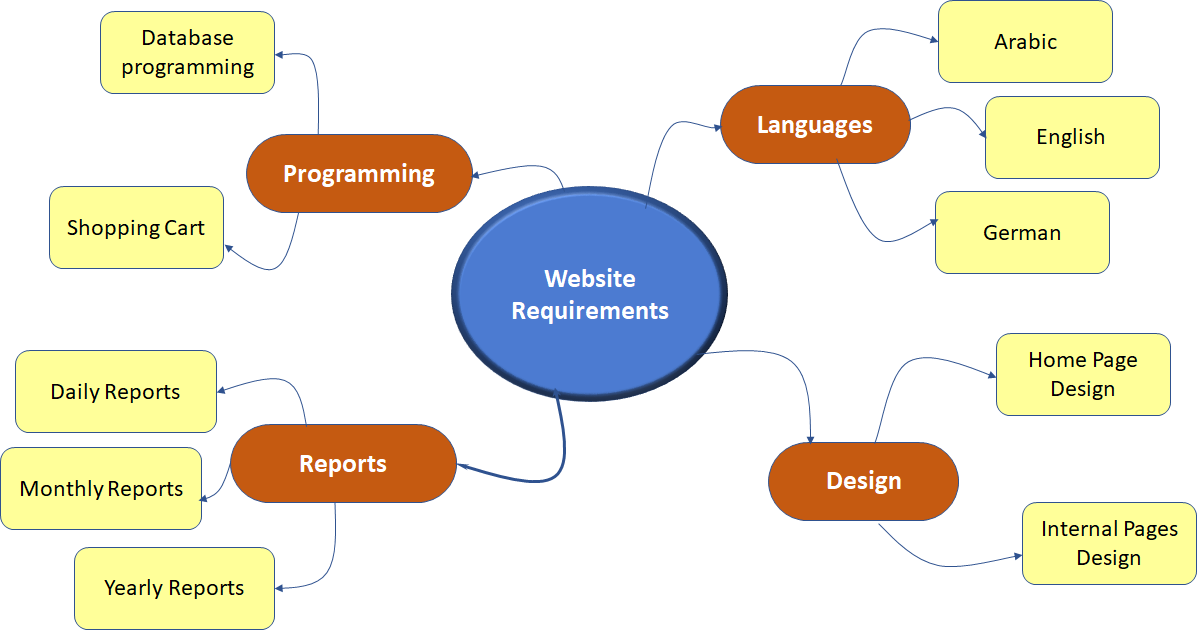 Database
programming
Programming
Shopping Cart
Arabic
Languages
English
German
Website
Requirements
Daily Reports
Reports
Monthly Reports
Yearly Reports
Home Page
Design
Design
Internal Pages
Design